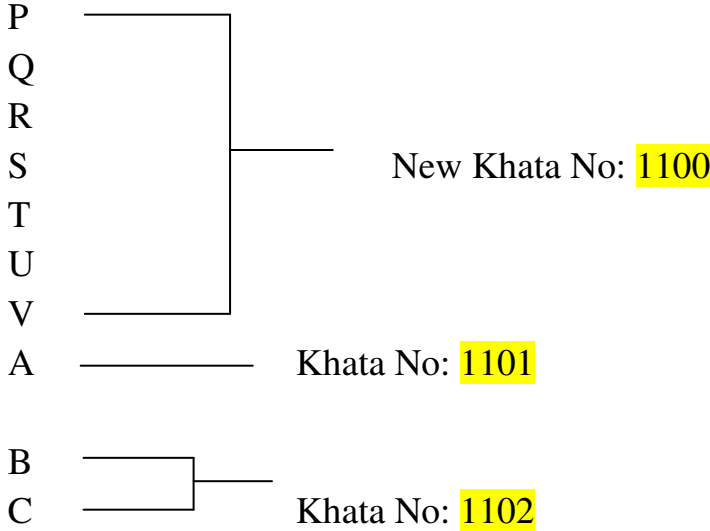 P
Q
R
S New Khata No: 1100
T
U
V
A Khata No: 1101
B
C Khata No: 1102